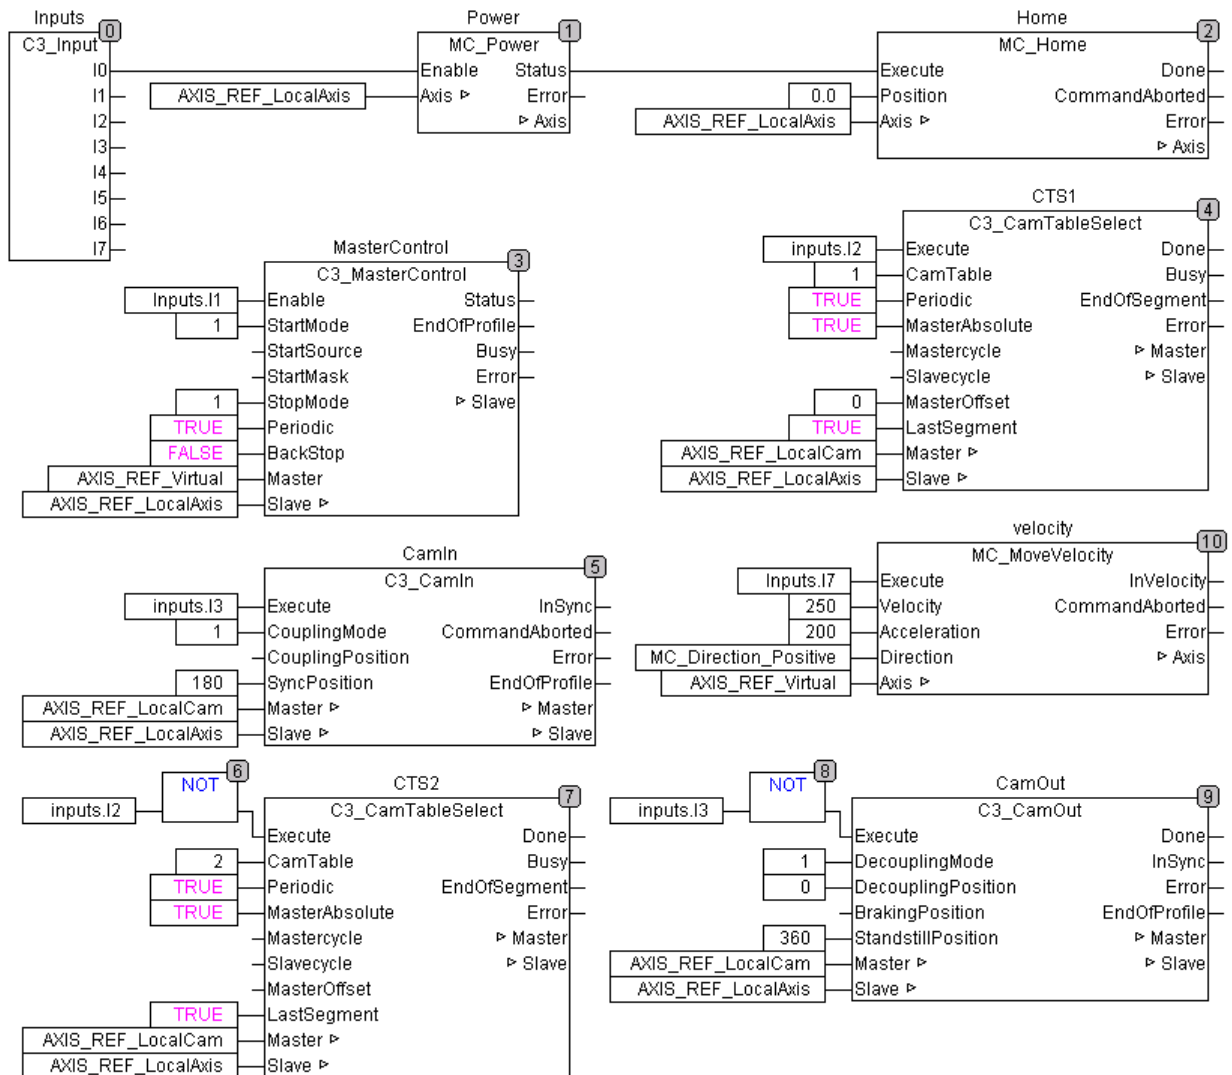 Inputs
0
C3_Input
I0
I1
I2
I3
I4
I5
I6
I7
Power
1
MC_Power
Enable Status
AXIS_REF_LocalAxis Axis Error
Axis
Home
2
MC_Home
Execute Done
0.0 Position CommandAborted
AXIS_REF_LocalAxis Axis Error
Axis
MasterControl
3
C3_MasterControl
Inputs.I1 Enable Status
1 StartMode EndOfProfile
StartSource Busy
StartMask Error
1 StopMode Slave
TRUE Periodic
FALSE BackStop
AXIS_REF_Virtual Master
AXIS_REF_LocalAxis Slave
CTS1
4
C3_CamTableSelect
inputs.I2 Execute Done
1 CamTable Busy
TRUE Periodic EndOfSegment
TRUE MasterAbsolute Error
Mastercycle Master
Slavecycle Slave
0 MasterOffset
TRUE LastSegment
AXIS_REF_LocalCam Master
AXIS_REF_LocalAxis Slave
CamIn
5
C3_CamIn
inputs.I3 Execute InSync
1 CouplingMode CommandAborted
CouplingPosition Error
180 SyncPosition EndOfProfile
AXIS_REF_LocalCam Master Master
AXIS_REF_LocalAxis Slave Slave
velocity
10
MC_MoveVelocity
Inputs.I7 Execute InVelocity
250 Velocity CommandAborted
200 Acceleration Error
MC_Direction_Positive Direction Axis
AXIS_REF_Virtual Axis
inputs.I2 NOT 6
CTS2
7
C3_CamTableSelect
Execute Done
2 CamTable Busy
TRUE Periodic EndOfSegment
TRUE MasterAbsolute Error
Mastercycle Master
Slavecycle Slave
MasterOffset
TRUE LastSegment
AXIS_REF_LocalCam Master
AXIS_REF_LocalAxis Slave
inputs.I3 NOT 8
CamOut
9
C3_CamOut
Execute Done
1 DecouplingMode InSync
0 DecouplingPosition Error
BrakingPosition EndOfProfile
360 StandstillPosition Master
AXIS_REF_LocalCam Master Slave
AXIS_REF_LocalAxis Slave